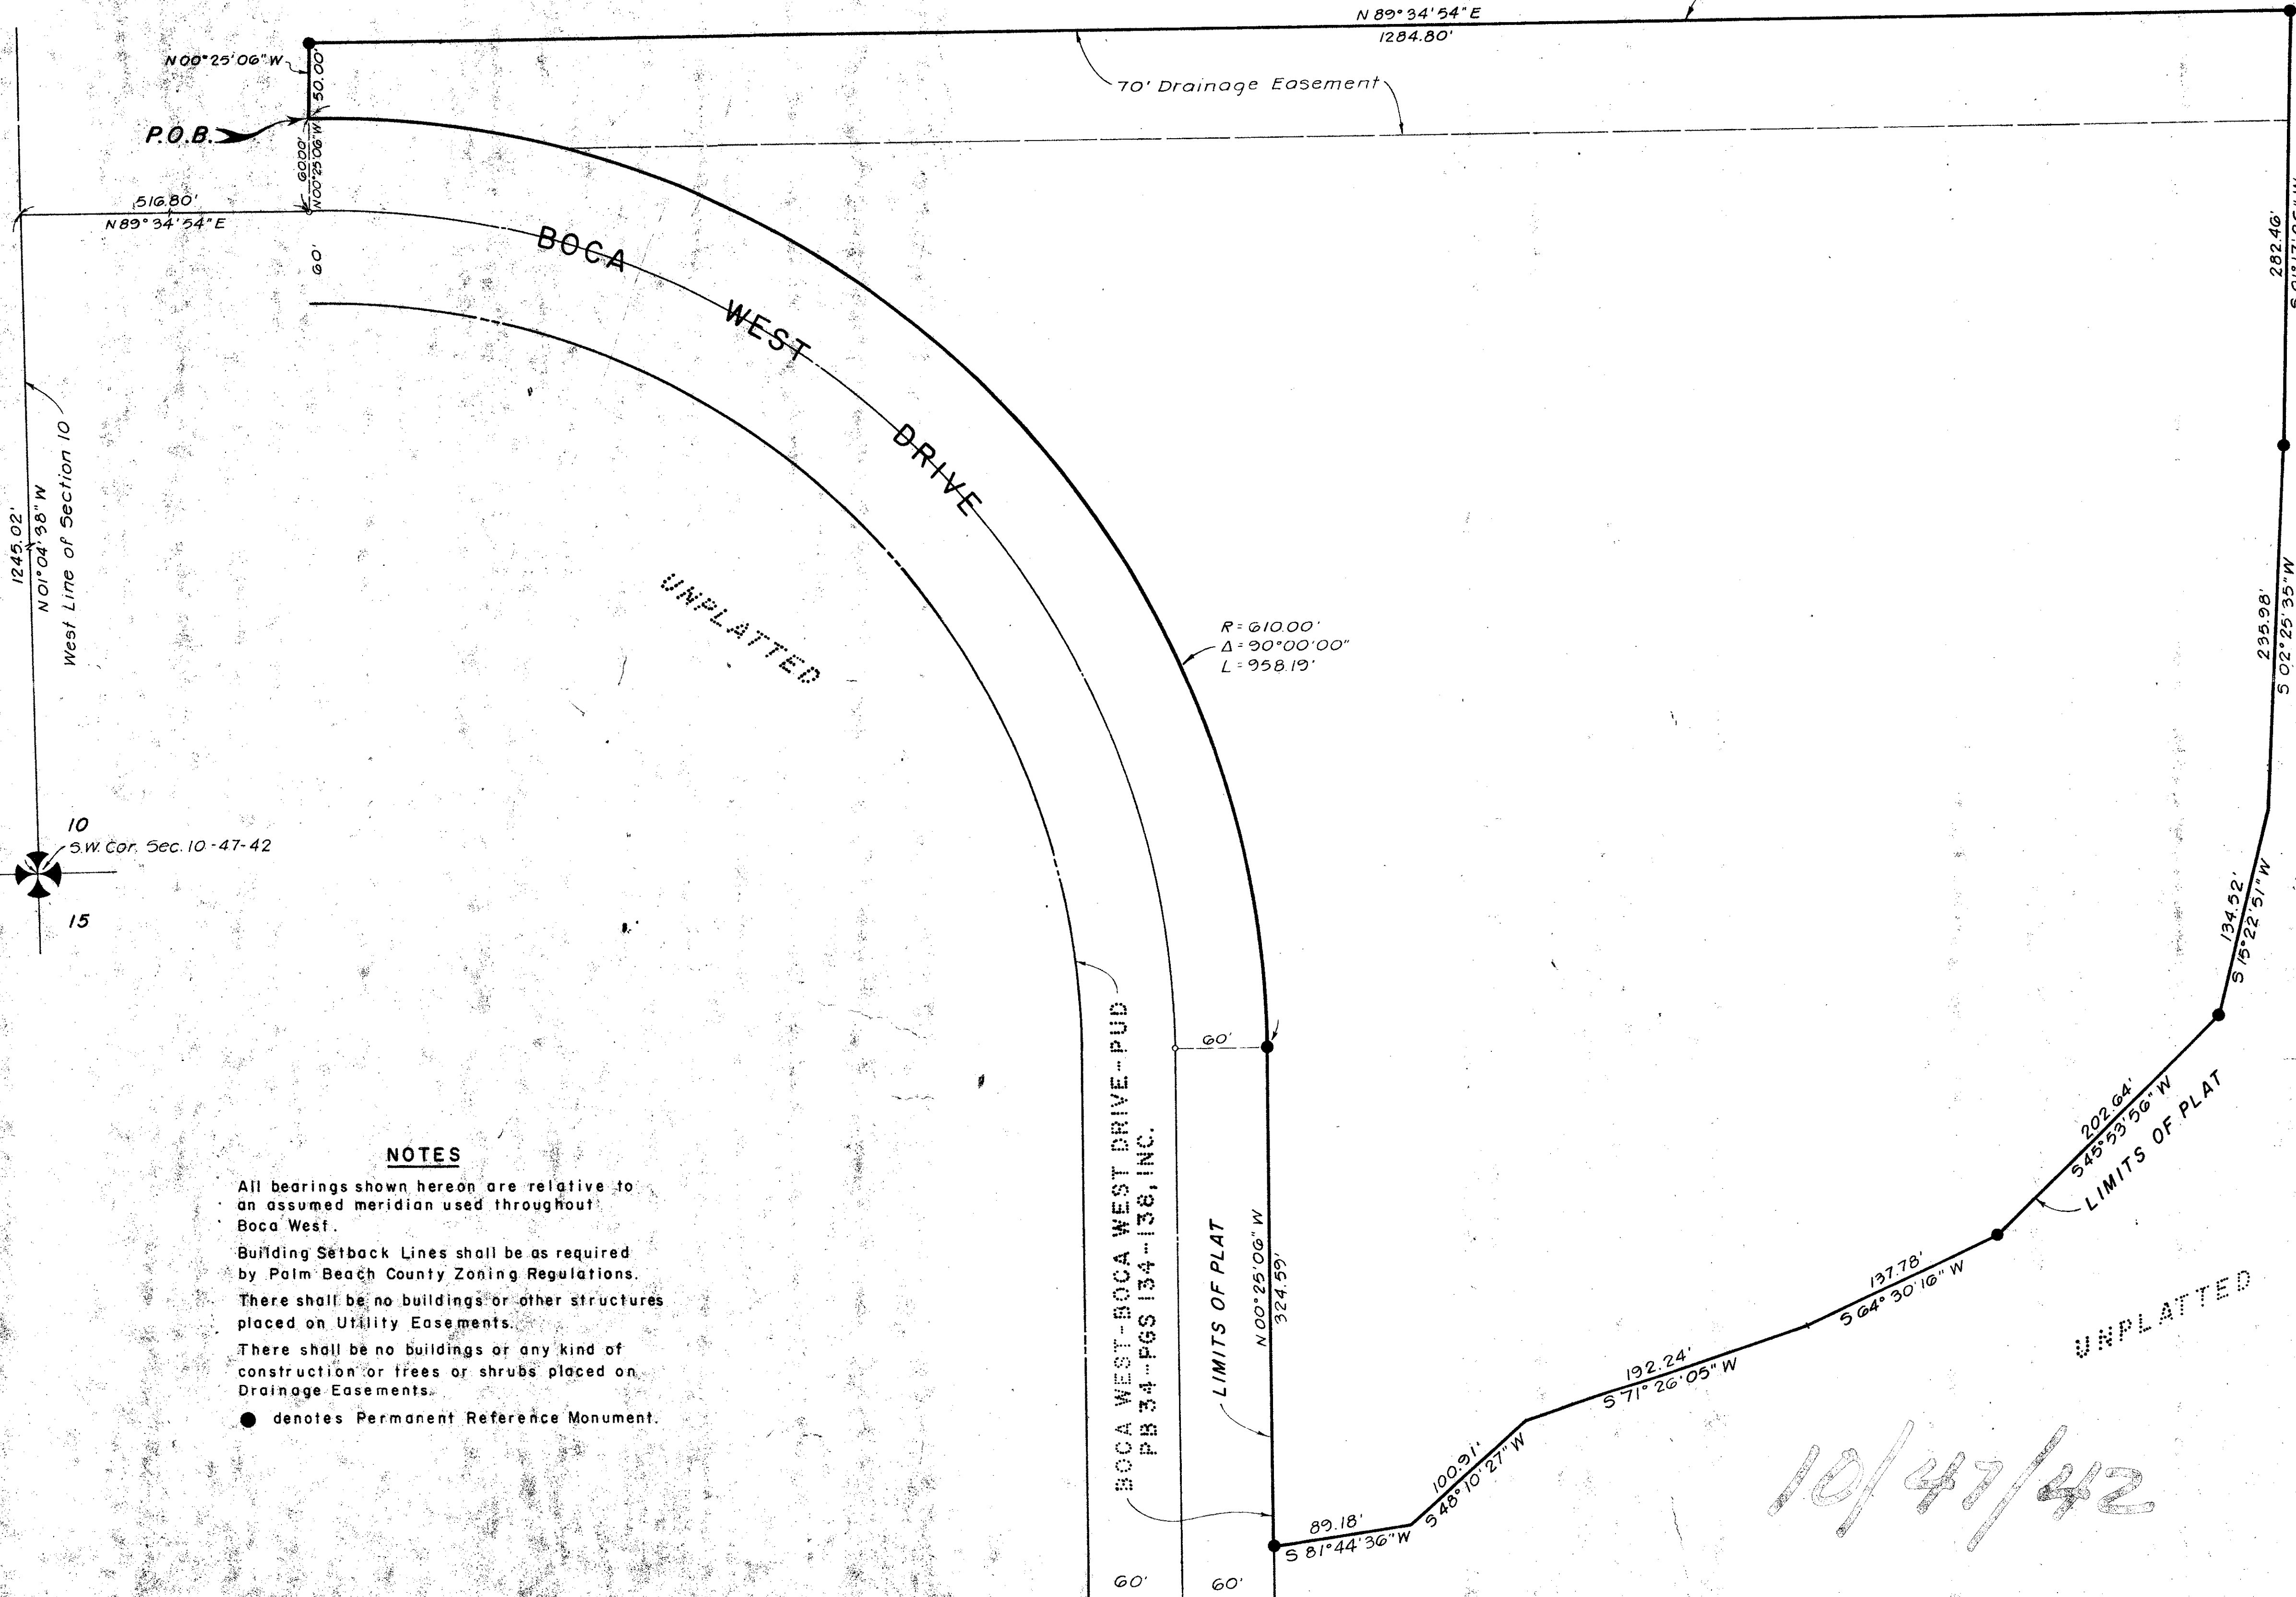 N 89° 34' 54" E
1284.80'
N 00° 25' 06" W
50.00'
70' Drainage Easement
P.O.B.
60.00'
N 00° 25' 06" W
516.80'
N 89° 34' 54" E
60'
BOCA WEST DRIVE
282.46'
1245.02'
N 01° 04' 38" W
West Line of Section 10
UNPLATTED
R = 610.00'
Δ = 90° 00' 00"
L = 958.19'
235.98'
S 02° 25' 35" W
10
S.W. Cor. Sec. 10-47-42
15
134.52'
S 15° 22' 51" W
60'
202.64'
S 45° 53' 56" W
LIMITS OF PLAT
BOCA WEST-BOCA WEST DRIVE-PUD
PB 34-PGS 134-138, INC.
LIMITS OF PLAT
N 00° 25' 06" W
324.59'
137.78'
S 64° 30' 16" W
UNPLATTED
192.24'
S 71° 26' 05" W
100.91'
S 48° 10' 27" W
89.18'
S 81° 44' 36" W
60'
60'
NOTES
All bearings shown hereon are relative to
an assumed meridian used throughout
Boca West.
Building Setback Lines shall be as required
by Palm Beach County Zoning Regulations.
There shall be no buildings or other structures
placed on Utility Easements.
There shall be no buildings or any kind of
construction or trees or shrubs placed on
Drainage Easements.
denotes Permanent Reference Monument.
10/47/42